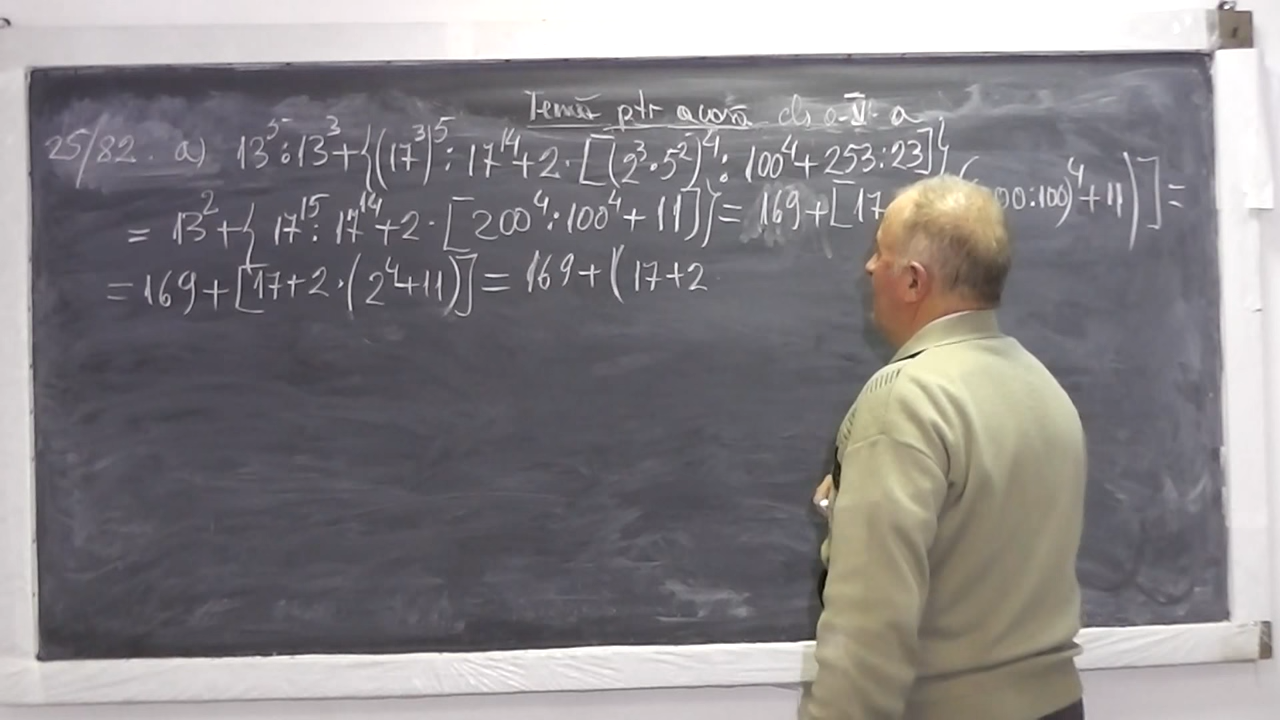 Temă ptr acasă cls a-VI-a
25/82. a) 13⁵:13³+{(17³)⁵:17¹⁴+2·[(2³·5²)⁴:100⁴+253:23]}
= 13²+{17¹⁵:17¹⁴+2·[200⁴:100⁴+11]}= 169+[17 00:100)⁴+11)]=
=169+[17+2·(2⁴+11)]= 169+(17+2